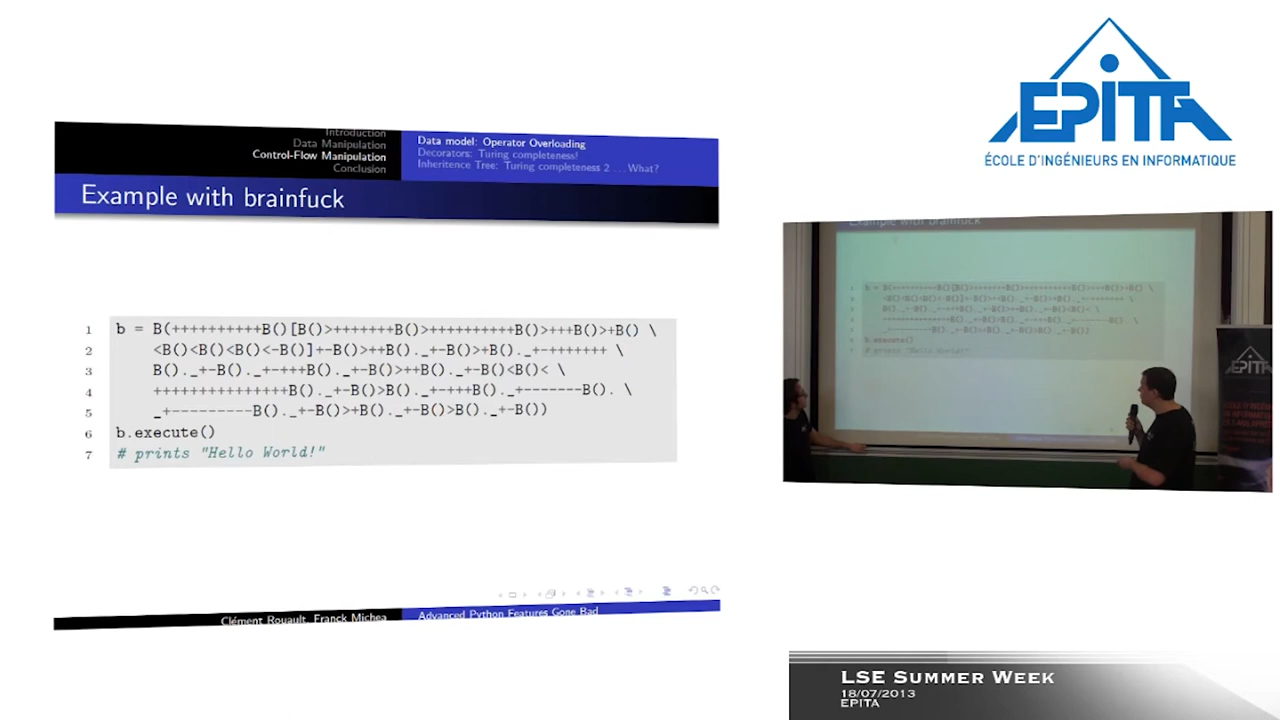 Introduction
Data Manipulation
Control-Flow Manipulation
Conclusion
Data model: Operator Overloading
Decorators: Turing completeness!
Inheritence Tree: Turing completeness 2 ...What?
Example with brainfuck
1 b = B(++++++++++B()[B()>+++++++B()>++++++++++B()>+++B()>+B() \
2 <B()<B()<B()<-B()]+-B()>++B()._+-B()>+B()._+-+++++++ \
3 B()._+-B()._+-+++B()._+-B()>++B()._+-B()<B()< \
4 +++++++++++++++B()._+-B()>B()._+-+++B()._+------B(). \
5 _+--------B()._+-B()>+B()._+-B()>B()._+-B())
6 b.execute()
7 # prints "Hello World!"
Clément Rouault, Franck Michea
Advanced Python Features Gone Bad
EPITA
ÉCOLE D'INGÉNIEURS EN INFORMATIQUE
EPITA
LSE SUMMER WEEK
18/07/2013
EPITA